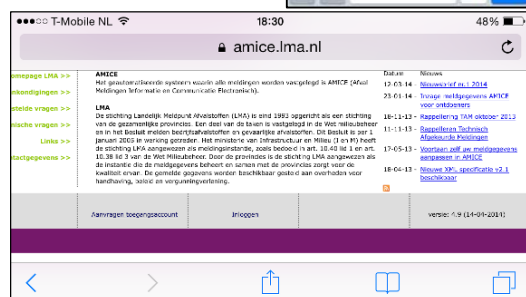 T-Mobile NL
18:30
48%
amice.lma.nl
omepage LMA >>
nkondigingen >>
estelde vragen >>
nische vragen >>
Links >>
tactgegevens >>
AMICE
Het geautomatiseerde systeem waarin alle meldingen worden vastgelegd is AMICE (Afval
Meldingen Informatie en Communicatie Electronisch).
LMA
De stichting Landelijk Meldpunt Afvalstoffen (LMA) is eind 1993 opgericht als een stichting
van de gezamenlijke provincies. Een deel van de taken is vastgelegd in de Wet milieubeheer
en in het Besluit melden bedrijfsafvalstoffen en gevaarlijke afvalstoffen. Dit Besluit is per 1
januari 2005 in werking getreden. Het ministerie van Infrastructuur en Milieu (I en M) heeft
de stichting LMA aangewezen als meldingsinstantie, zoals bedoeld in art. 10.40 lid 1 en art.
10.38 lid 3 van de Wet Milieubeheer. Door de provincies is de stichting LMA aangewezen als
de instantie die de meldgegevens beheert en samen met de provincies zorgt voor de
kwaliteit ervan. De gemelde gegevens worden beschikbaar gesteld aan overheden voor
handhaving, beleid en vergunningverlening.
Datum Nieuws
12-03-14 - Nieuwsbrief nr.1 2014
23-01-14 - Inzage meldgegevens AMICE
voor ontdoeners
18-11-13 - Rappellering TAM oktober 2013
11-11-13 - Rappelleren Technisch
Afgekeurde Meldingen
17-05-13 - Voortaan zelf uw meldgegevens
aanpassen in AMICE
18-04-13 - Nieuwe XML specificatie v2.1
beschikbaar
Aanvragen toegangsaccount
Inloggen
versie: 4.9 (14-04-2014)